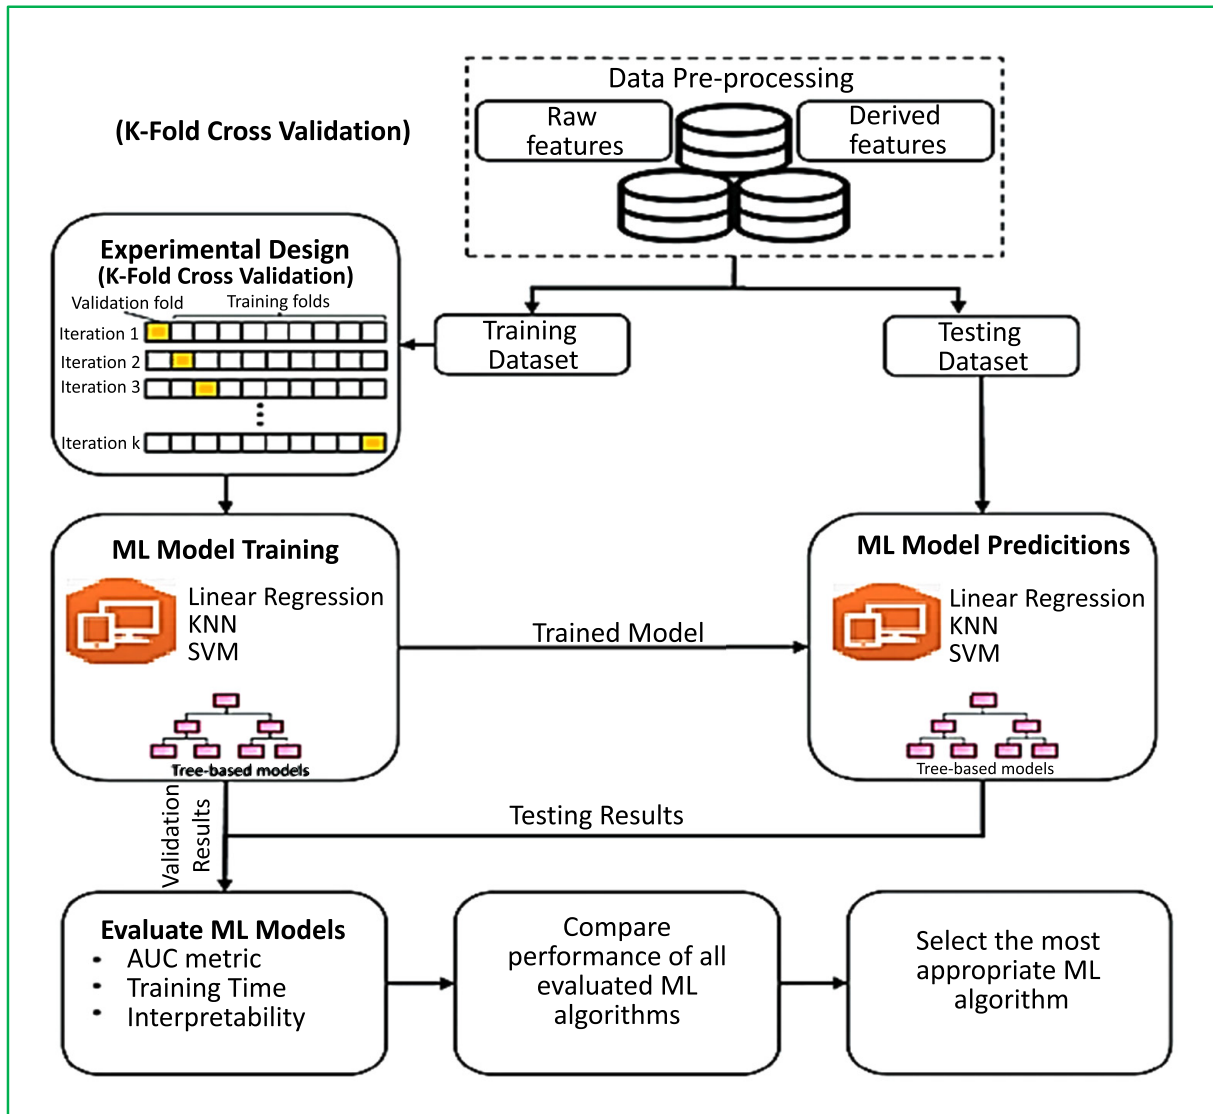 Data Pre-processing
Raw
features
Derived
features
(K-Fold Cross Validation)
Experimental Design
(K-Fold Cross Validation)
Validation fold
Training folds
Iteration 1
Iteration 2
Iteration 3
Iteration k
Training
Dataset
Testing
Dataset
ML Model Training
Linear Regression
KNN
SVM
Tree-based models
Trained Model
ML Model Predicitions
Linear Regression
KNN
SVM
Tree-based models
Validation
Results
Testing Results
Evaluate ML Models
• AUC metric
• Training Time
• Interpretability
Compare
performance of all
evaluated ML
algorithms
Select the most
appropriate ML
algorithm